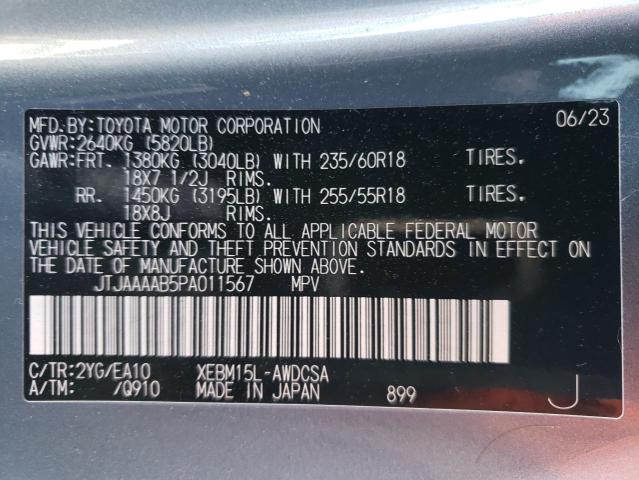 MFD.BY:TOYOTA MOTOR CORPORATION 06/23
GVWR:2640KG (5820LB)
GAWR:FRT. 1380KG (3040LB) WITH 235/60R18 TIRES.
18X7 1/2J RIMS.
RR. 1450KG (3195LB) WITH 255/55R18 TIRES.
18X8J RIMS.
THIS VEHICLE CONFORMS TO ALL APPLICABLE FEDERAL MOTOR
VEHICLE SAFETY AND THEFT PREVENTION STANDARDS IN EFFECT ON
THE DATE OF MANUFACTURE SHOWN ABOVE.
JTJAAAAB5PA011567 MPV
C/TR:2YG/EA10 XEBM15L-AWDCSA
A/TM: /Q910 MADE IN JAPAN 899 J